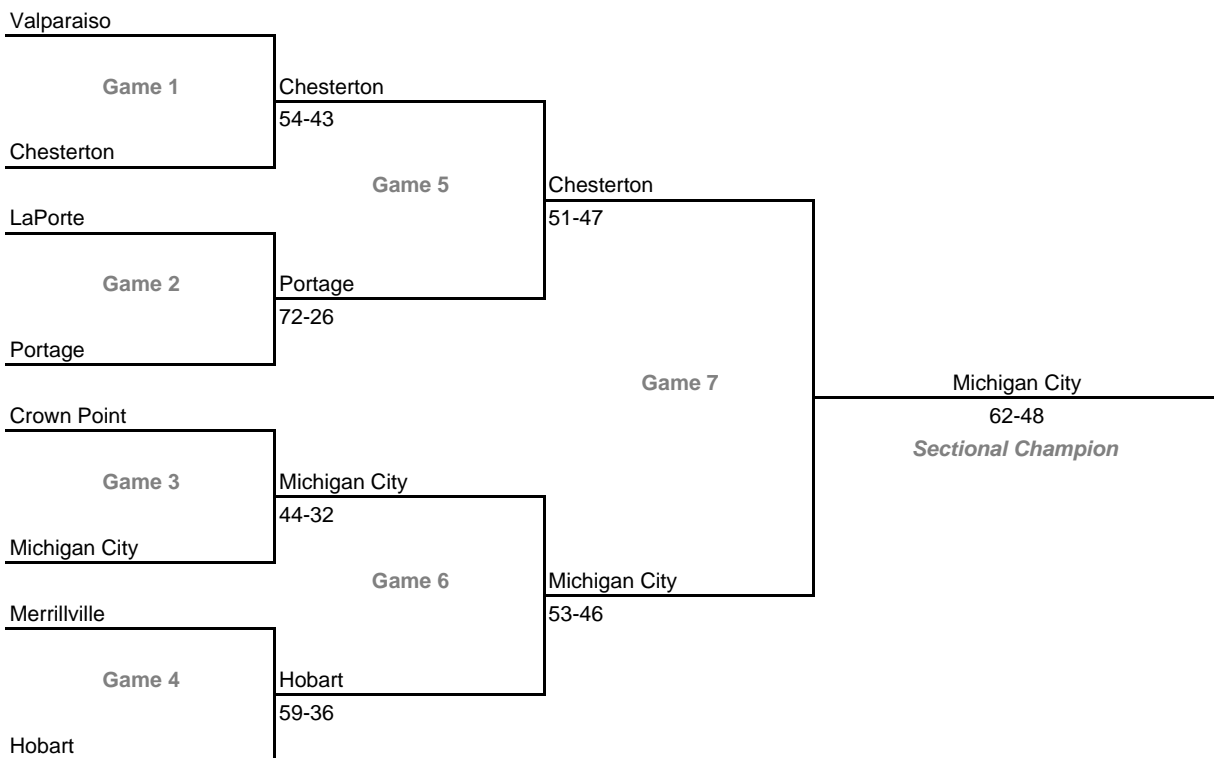 Valparaiso
Game 1
Chesterton
54-43
Chesterton
Game 5
Chesterton
LaPorte
51-47
Game 2
Portage
72-26
Portage
Game 7
Michigan City
Crown Point
62-48
Sectional Champion
Game 3
Michigan City
44-32
Michigan City
Game 6
Michigan City
Merrillville
53-46
Game 4
Hobart
59-36
Hobart